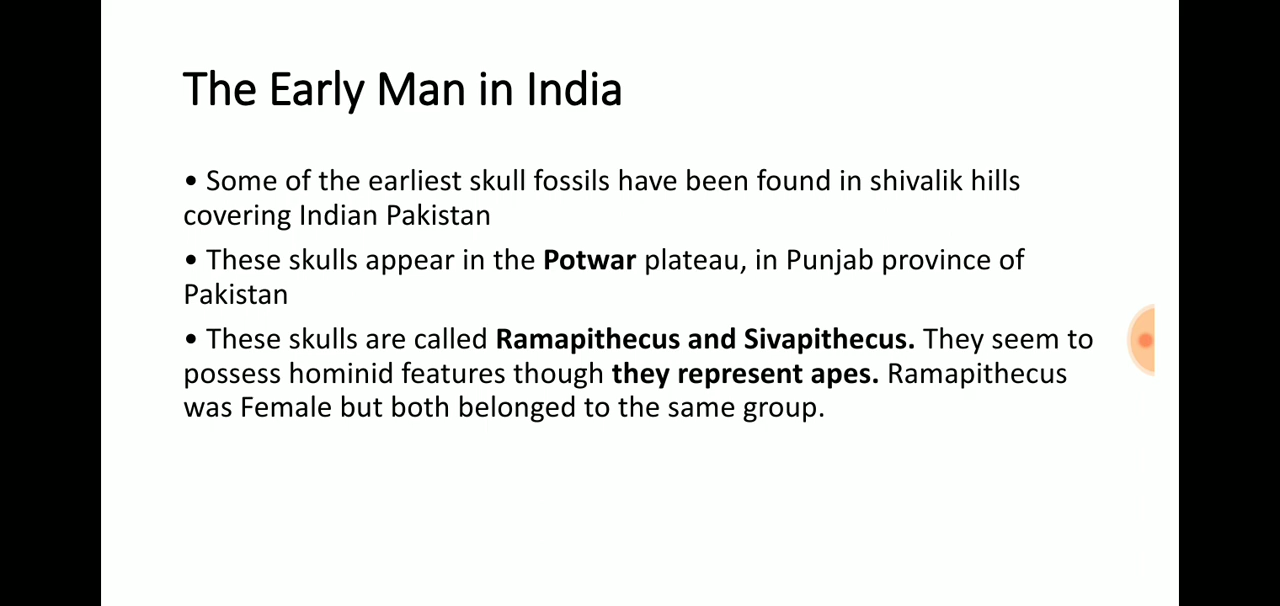 The Early Man in India
• Some of the earliest skull fossils have been found in shivalik hills
covering Indian Pakistan
• These skulls appear in the Potwar plateau, in Punjab province of
Pakistan
• These skulls are called Ramapithecus and Sivapithecus. They seem to
possess hominid features though they represent apes. Ramapithecus
was Female but both belonged to the same group.